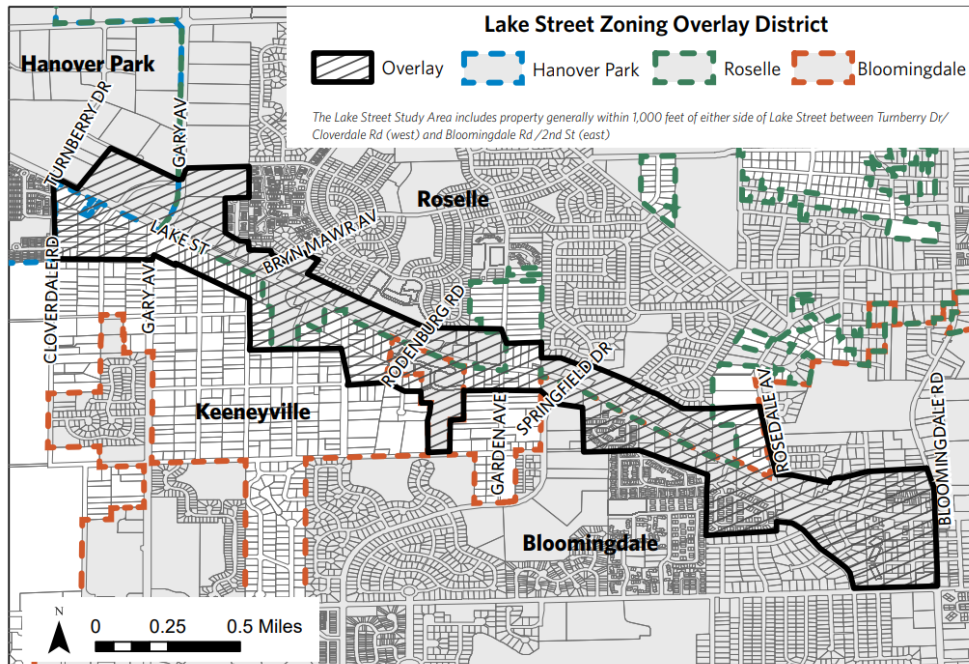 Lake Street Zoning Overlay District
Overlay
Hanover Park
Roselle
Bloomingdale
The Lake Street Study Area includes property generally within 1,000 feet of either side of Lake Street between Turnberry Dr/
Cloverdale Rd (west) and Bloomingdale Rd /2nd St (east)
Hanover Park
TURNBERRY DR
GARY AV
Roselle
LAKE ST
BRYN MAWR AV
CLOVERDALE RD
GARY AV
RODENBURG RD
Keeneyville
GARDEN AVE
SPRINGFIELD DR
ROSEDALE AV
BLOOMINGDALE RD
Bloomingdale
N
0 0.25 0.5 Miles